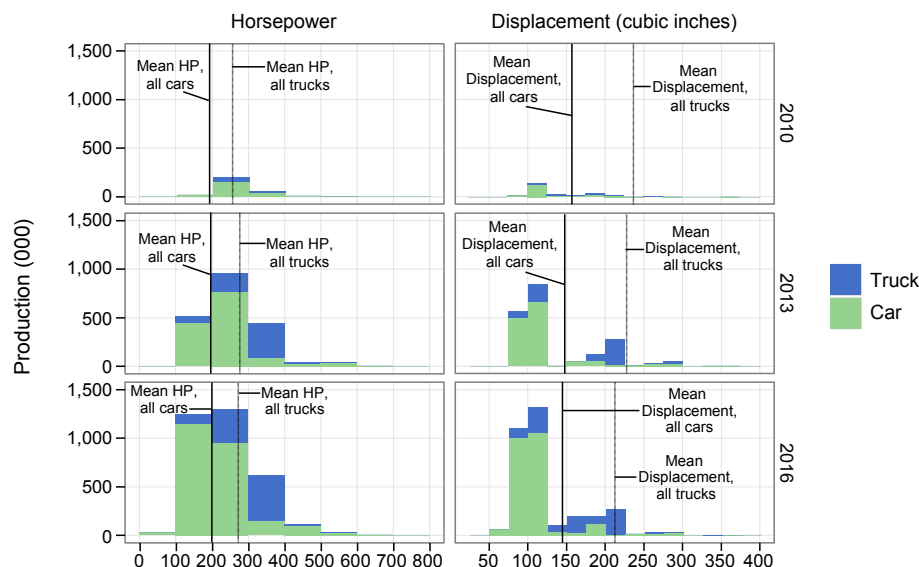 Horsepower
Displacement (cubic inches)
Production (000)
1,500
1,000
500
0
Mean HP,
all cars
Mean HP,
all trucks
Mean
Displacement,
all cars
Mean
Displacement,
all trucks
2010
1,500
1,000
500
0
Mean HP,
all cars
Mean HP,
all trucks
Mean
Displacement,
all cars
Mean
Displacement,
all trucks
2013
1,500
1,000
500
0
Mean HP,
all cars
Mean HP,
all trucks
Mean
Displacement,
all cars
Mean
Displacement,
all trucks
2016
0 100 200 300 400 500 600 700 800
50 100 150 200 250 300 350 400
Truck
Car